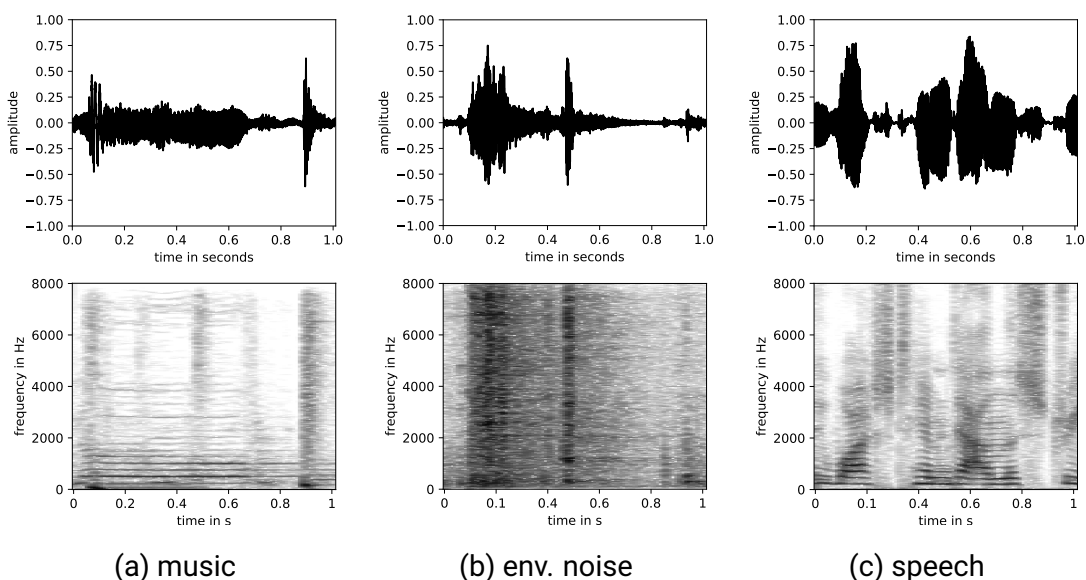 1.00
0.75
0.50
0.25
0.00
−0.25
−0.50
−0.75
−1.00
amplitude
0.0 0.2 0.4 0.6 0.8 1.0
time in seconds
1.00
0.75
0.50
0.25
0.00
−0.25
−0.50
−0.75
−1.00
amplitude
0.0 0.2 0.4 0.6 0.8 1.0
time in seconds
1.00
0.75
0.50
0.25
0.00
−0.25
−0.50
−0.75
−1.00
amplitude
0.0 0.2 0.4 0.6 0.8 1.0
time in seconds
8000
6000
4000
2000
0
frequency in Hz
0 0.2 0.4 0.6 0.8 1
time in s
8000
6000
4000
2000
0
frequency in Hz
0 0.2 0.4 0.6 0.8 1
time in s
8000
6000
4000
2000
0
frequency in Hz
0 0.1 0.4 0.6 0.8 1
time in s
(a) music
(b) env. noise
(c) speech